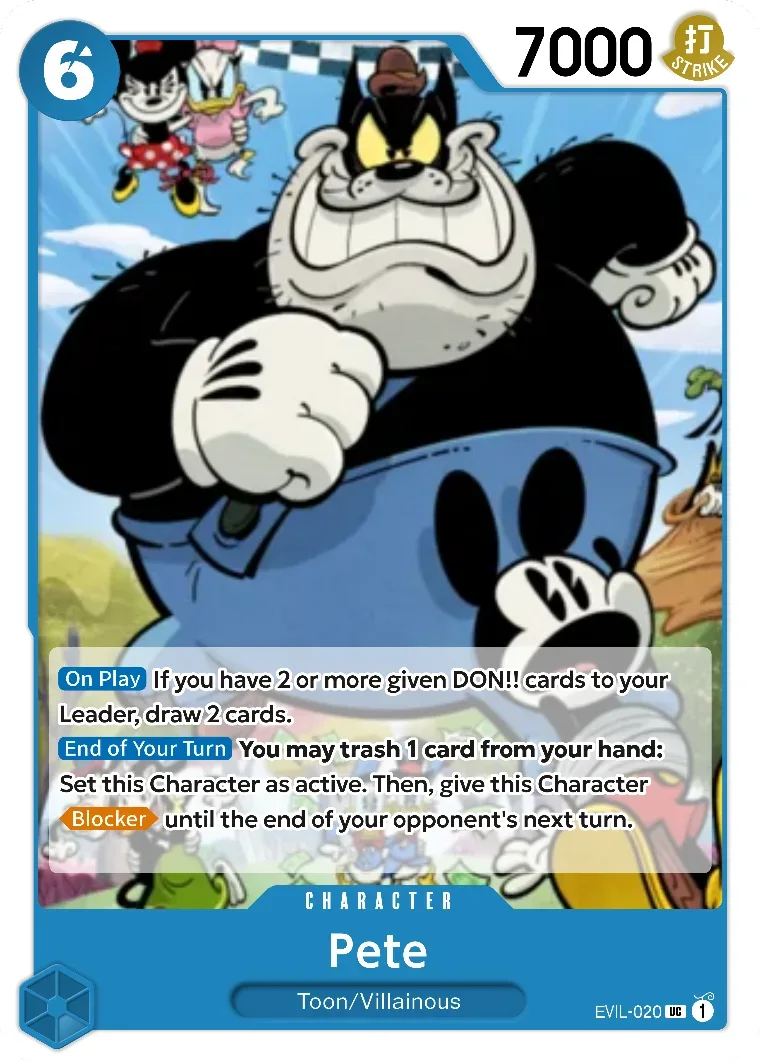 6
7000
打
STRIKE
On Play If you have 2 or more given DON!! cards to your
Leader, draw 2 cards.
End of Your Turn You may trash 1 card from your hand:
Set this Character as active. Then, give this Character
Blocker until the end of your opponent's next turn.
CHARACTER
Pete
Toon/Villainous
EVIL-020 UC 1